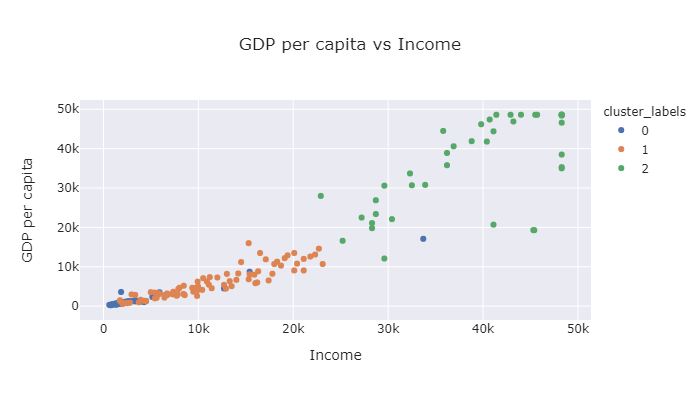 GDP per capita vs Income
cluster_labels
0
1
2
GDP per capita
50k
40k
30k
20k
10k
0
0 10k 20k 30k 40k 50k
Income